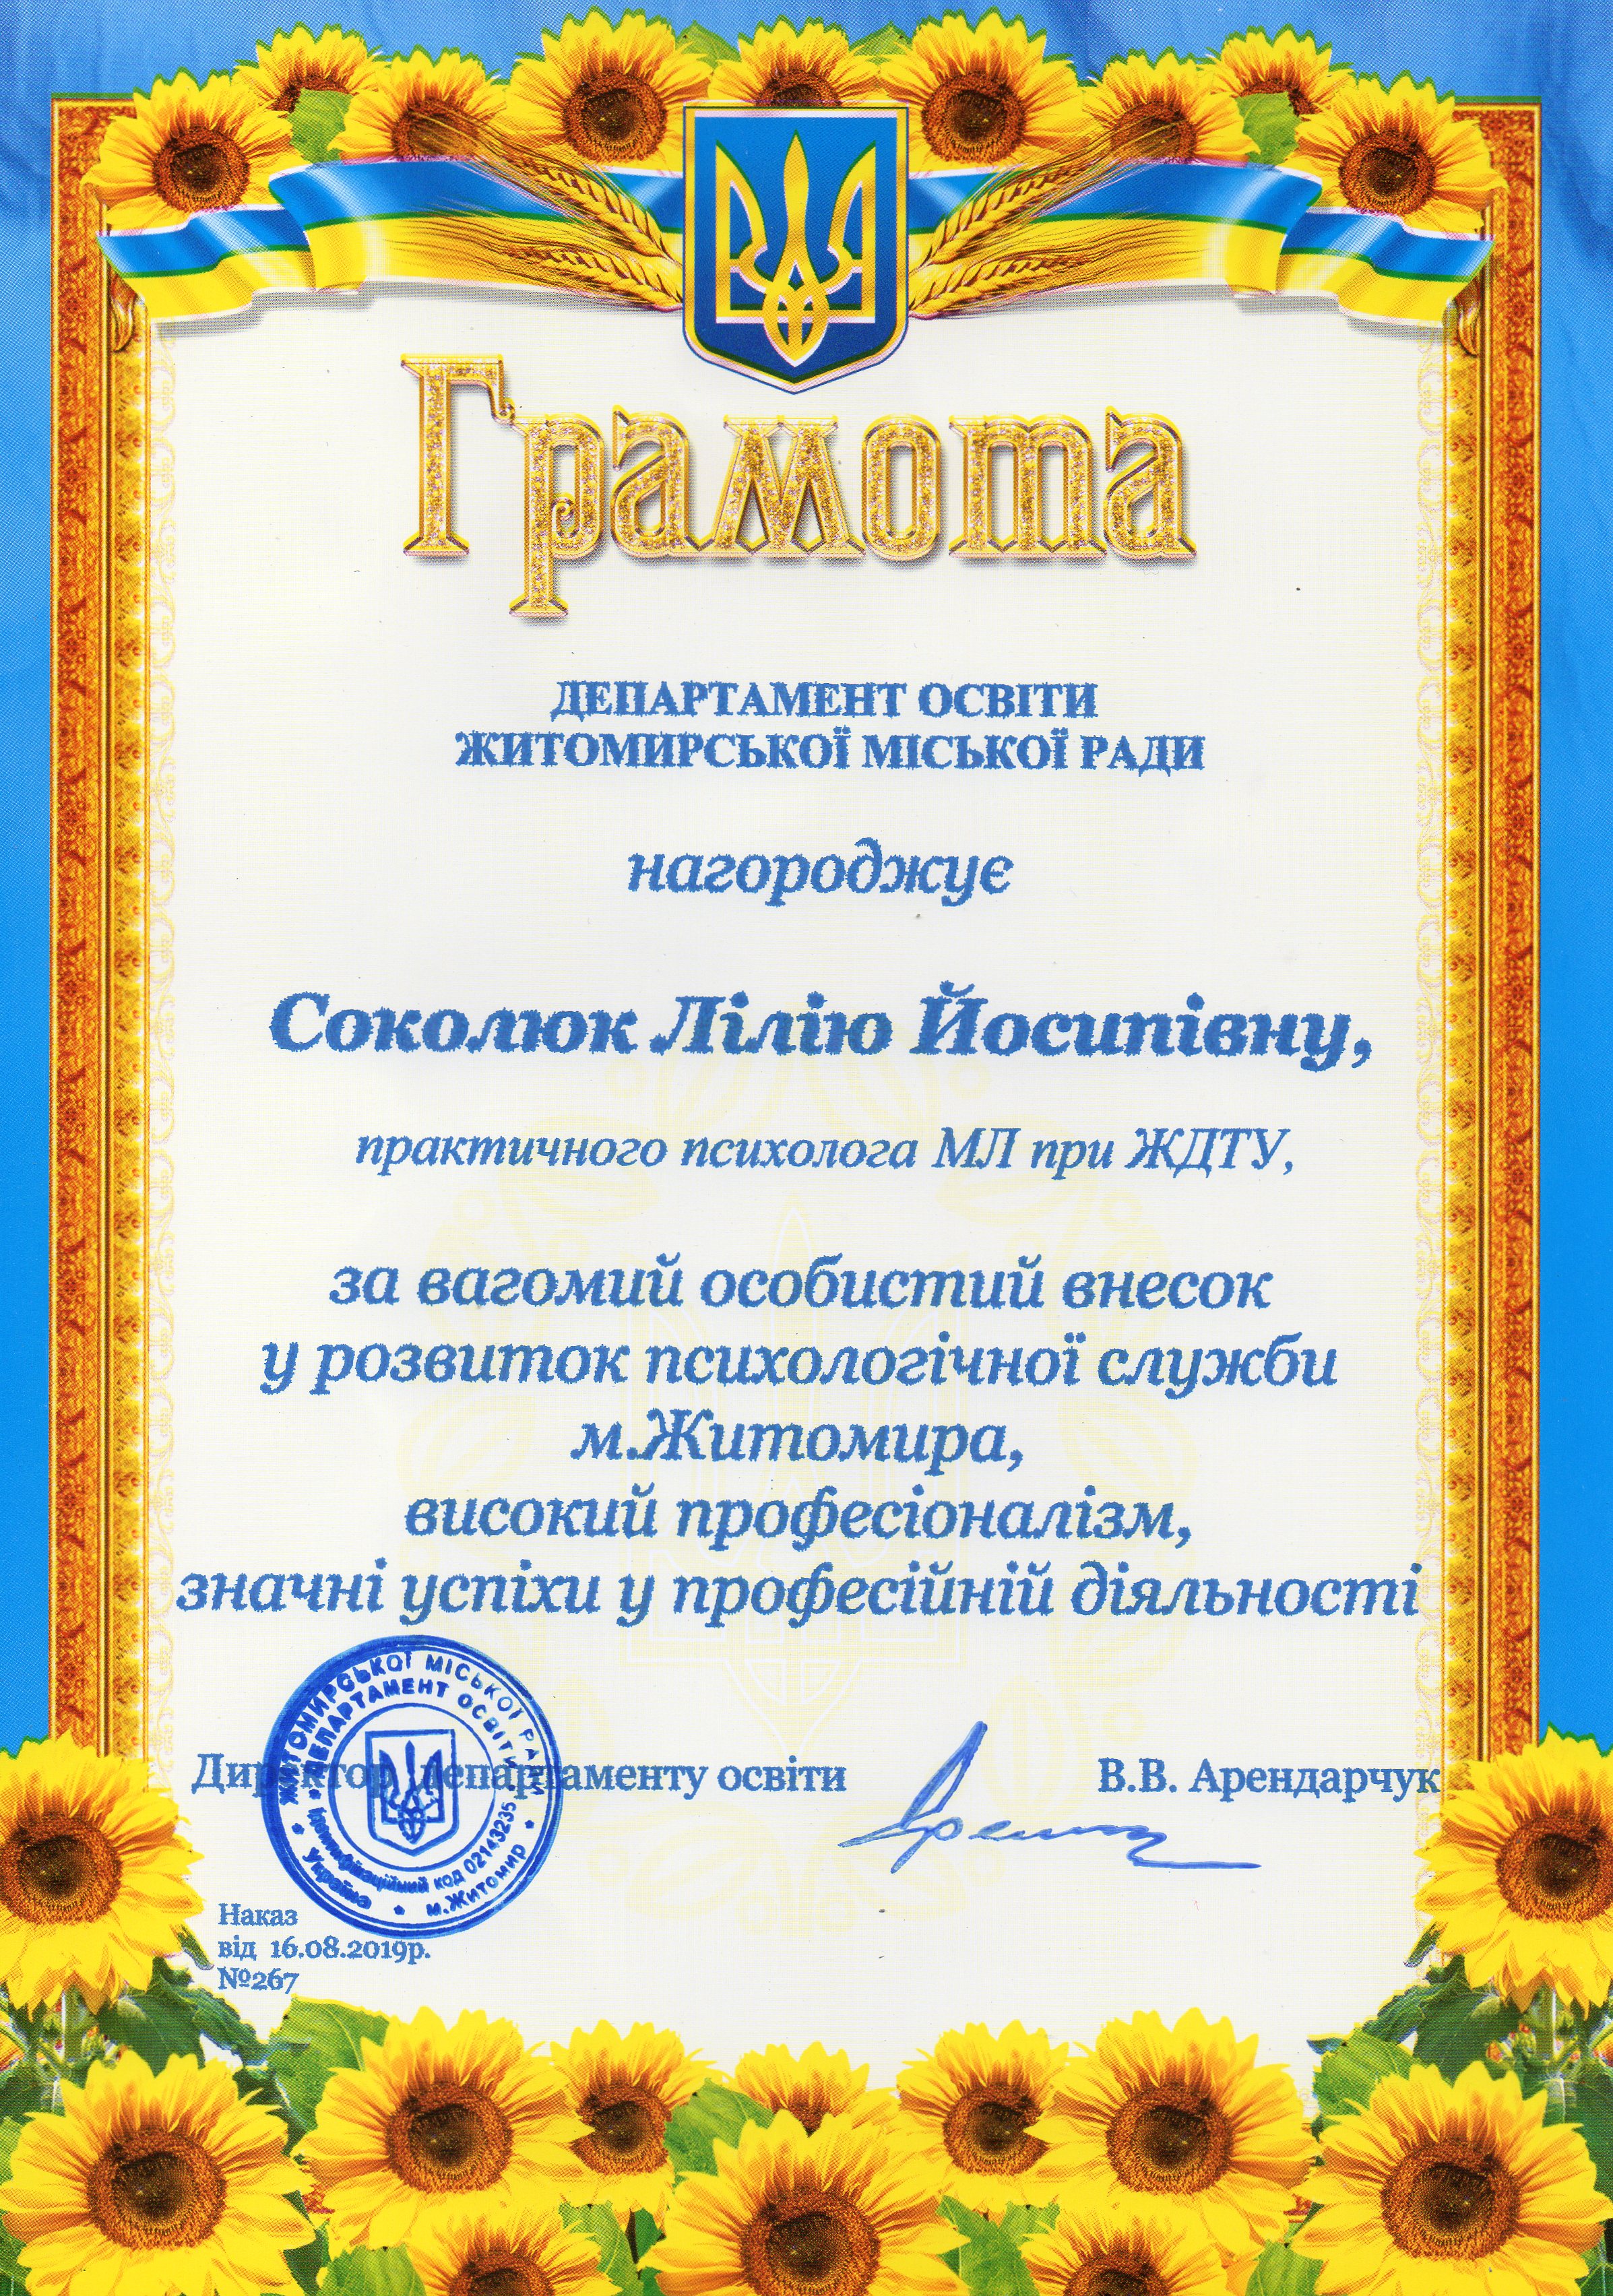 Грамота
ДЕПАРТАМЕНТ ОСВІТИ
ЖИТОМИРСЬКОЇ МІСЬКОЇ РАДИ
нагороджує
Соколюк Лілію Йосипівну,
практичного психолога МЛ при ЖДТУ,
за вагомий особистий внесок
у розвиток психологічної служби
м.Житомира,
високий професіоналізм,
значні успіхи у професійній діяльності
ЖИТОМИРСЬКОЇ МІСЬКОЇ РАДИ
ДЕПАРТАМЕНТ ОСВІТИ
Ідентифікаційний код 02143235
Україна * м.Житомир
Директор департаменту освіти В.В. Арендарчук
Наказ
від 16.08.2019р.
№267